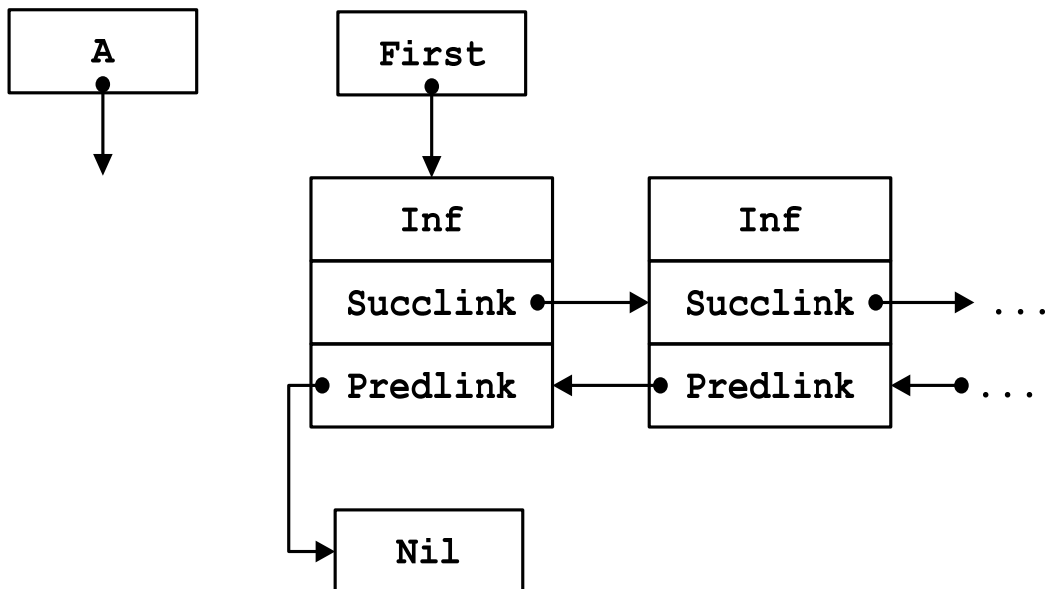 A
First
Inf Inf
Succlink Succlink ...
Predlink Predlink ...
Nil